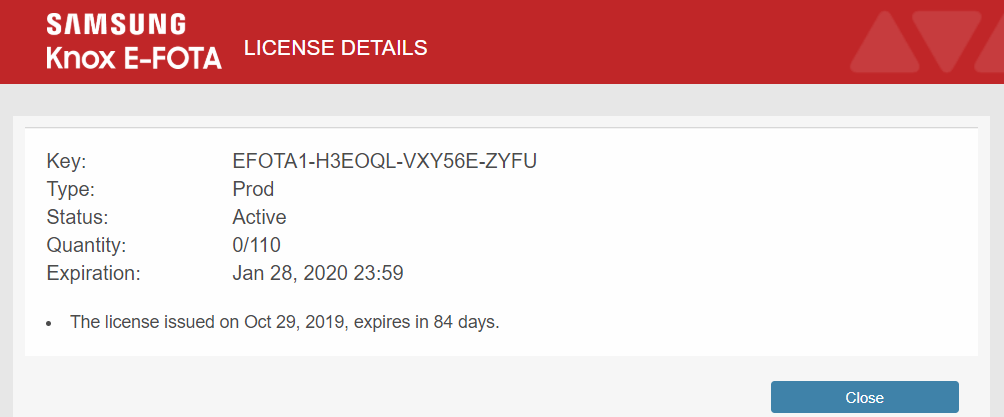 SAMSUNG
Knox E-FOTA LICENSE DETAILS
Key: EFOTA1-H3EOQL-VXY56E-ZYFU
Type: Prod
Status: Active
Quantity: 0/110
Expiration: Jan 28, 2020 23:59
• The license issued on Oct 29, 2019, expires in 84 days.
Close